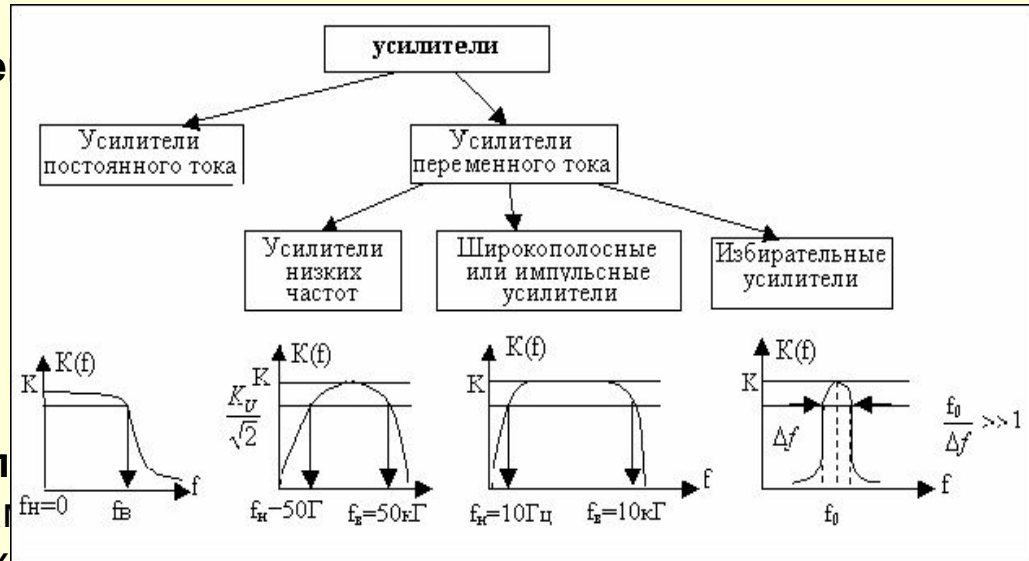 усилители
Усилители
постоянного тока
Усилители
переменного тока
Усилители
низких
частот
Широкополосные
или импульсные
усилители
Избирательные
усилители
K(f)
K
f
fн=0
fв
K(f)
K
K_U
√2
f
fн=50Г
fв=50кГ
K(f)
K
f
fн=10Гц
fв=10кГ
K(f)
K
Δf
f₀
Δf
>>1
f
f₀